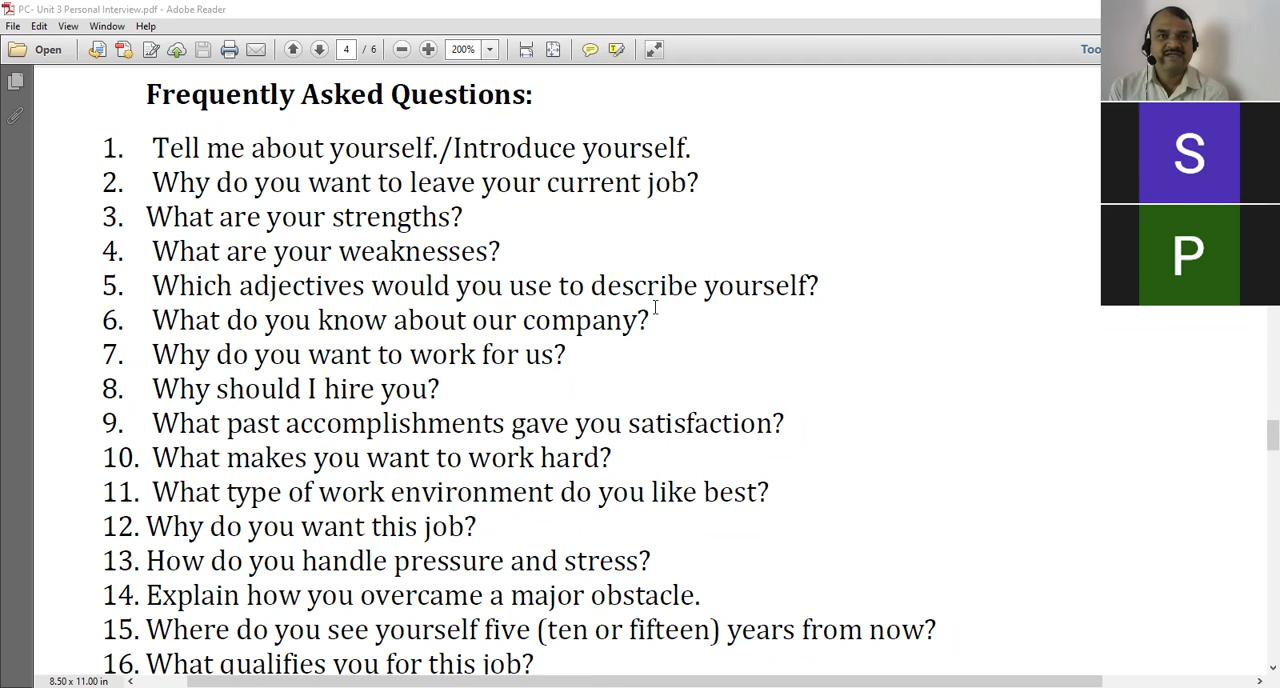 PC- Unit 3 Personal Interview.pdf - Adobe Reader
File Edit View Window Help
Open 4 / 6 200% Too
Frequently Asked Questions:
1. Tell me about yourself./Introduce yourself.
2. Why do you want to leave your current job?
3. What are your strengths?
4. What are your weaknesses?
5. Which adjectives would you use to describe yourself?
6. What do you know about our company?
7. Why do you want to work for us?
8. Why should I hire you?
9. What past accomplishments gave you satisfaction?
10. What makes you want to work hard?
11. What type of work environment do you like best?
12. Why do you want this job?
13. How do you handle pressure and stress?
14. Explain how you overcame a major obstacle.
15. Where do you see yourself five (ten or fifteen) years from now?
16. What qualifies you for this job?
8.50 x 11.00 in
S
P